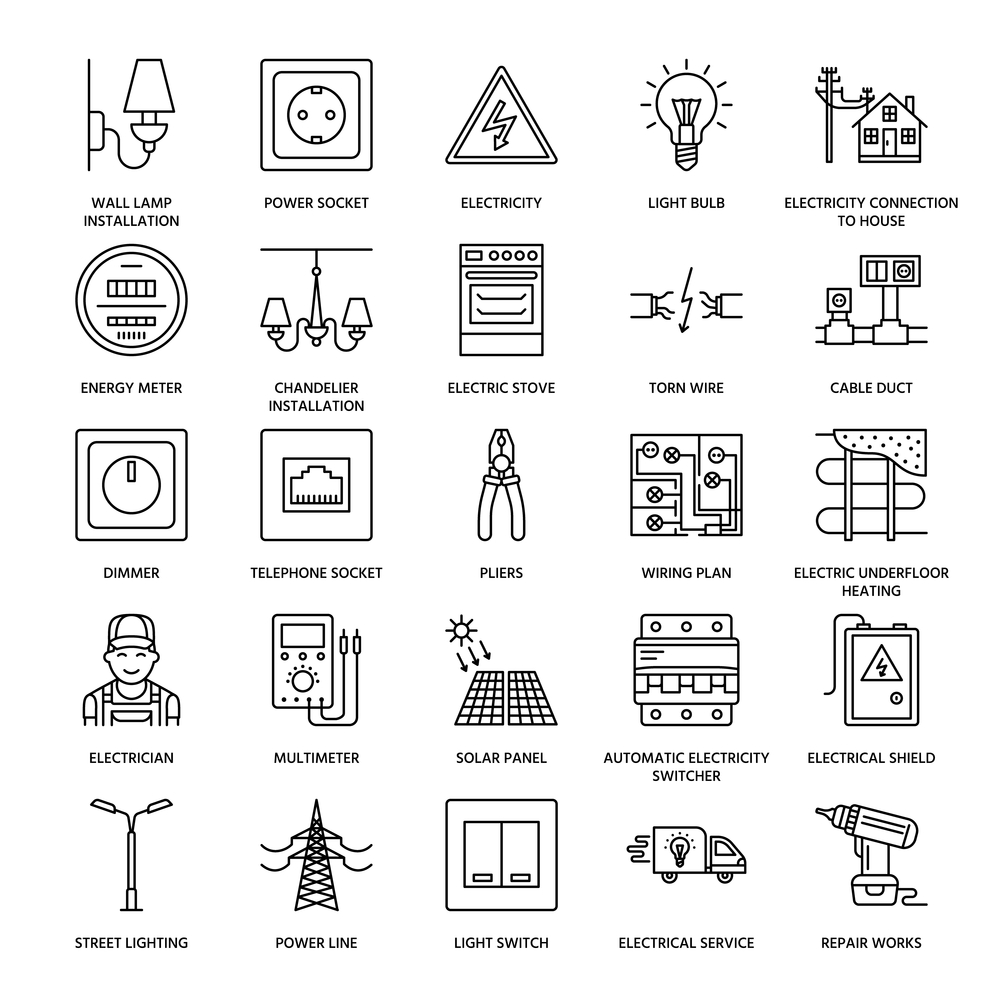 WALL LAMP
INSTALLATION
POWER SOCKET
ELECTRICITY
LIGHT BULB
ELECTRICITY CONNECTION
TO HOUSE
ENERGY METER
CHANDELIER
INSTALLATION
ELECTRIC STOVE
TORN WIRE
CABLE DUCT
DIMMER
TELEPHONE SOCKET
PLIERS
WIRING PLAN
ELECTRIC UNDERFLOOR
HEATING
ELECTRICIAN
MULTIMETER
SOLAR PANEL
AUTOMATIC ELECTRICITY
SWITCHER
ELECTRICAL SHIELD
STREET LIGHTING
POWER LINE
LIGHT SWITCH
ELECTRICAL SERVICE
REPAIR WORKS